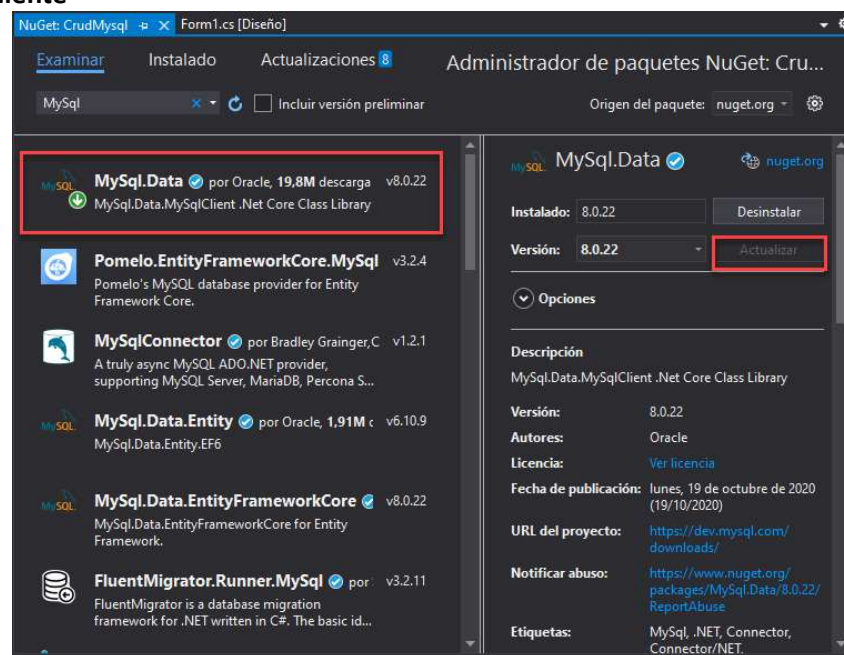 NuGet: CrudMysql
Form1.cs [Diseño]
Examinar Instalado Actualizaciones 8
Administrador de paquetes NuGet: Cru...
MySql
Incluir versión preliminar
Origen del paquete: nuget.org
MySql.Data por Oracle, 19,8M descarga v8.0.22
MySql.Data.MySqlClient .Net Core Class Library
Pomelo.EntityFrameworkCore.MySql v3.2.4
Pomelo's MySQL database provider for Entity
Framework Core.
MySqlConnector por Bradley Grainger,C v1.2.1
A truly async MySQL ADO.NET provider,
supporting MySQL Server, MariaDB, Percona S...
MySql.Data.Entity por Oracle, 1,91M c v6.10.9
MySql.Data.Entity.EF6
MySql.Data.EntityFrameworkCore v8.0.22
MySql.Data.EntityFrameworkCore for Entity
Framework.
FluentMigrator.Runner.MySql por v3.2.11
FluentMigrator is a database migration
framework for .NET written in C#. The basic id...
MySql.Data nuget.org
Instalado: 8.0.22 Desinstalar
Versión: 8.0.22 Actualizar
Opciones
Descripción
MySql.Data.MySqlClient .Net Core Class Library
Versión: 8.0.22
Autores: Oracle
Licencia: Ver licencia
Fecha de publicación: lunes, 19 de octubre de 2020
(19/10/2020)
URL del proyecto: https://dev.mysql.com/
downloads/
Notificar abuso: https://www.nuget.org/
packages/MySql.Data/8.0.22/
ReportAbuse
Etiquetas: MySql, .NET, Connector,
Connector/NET,